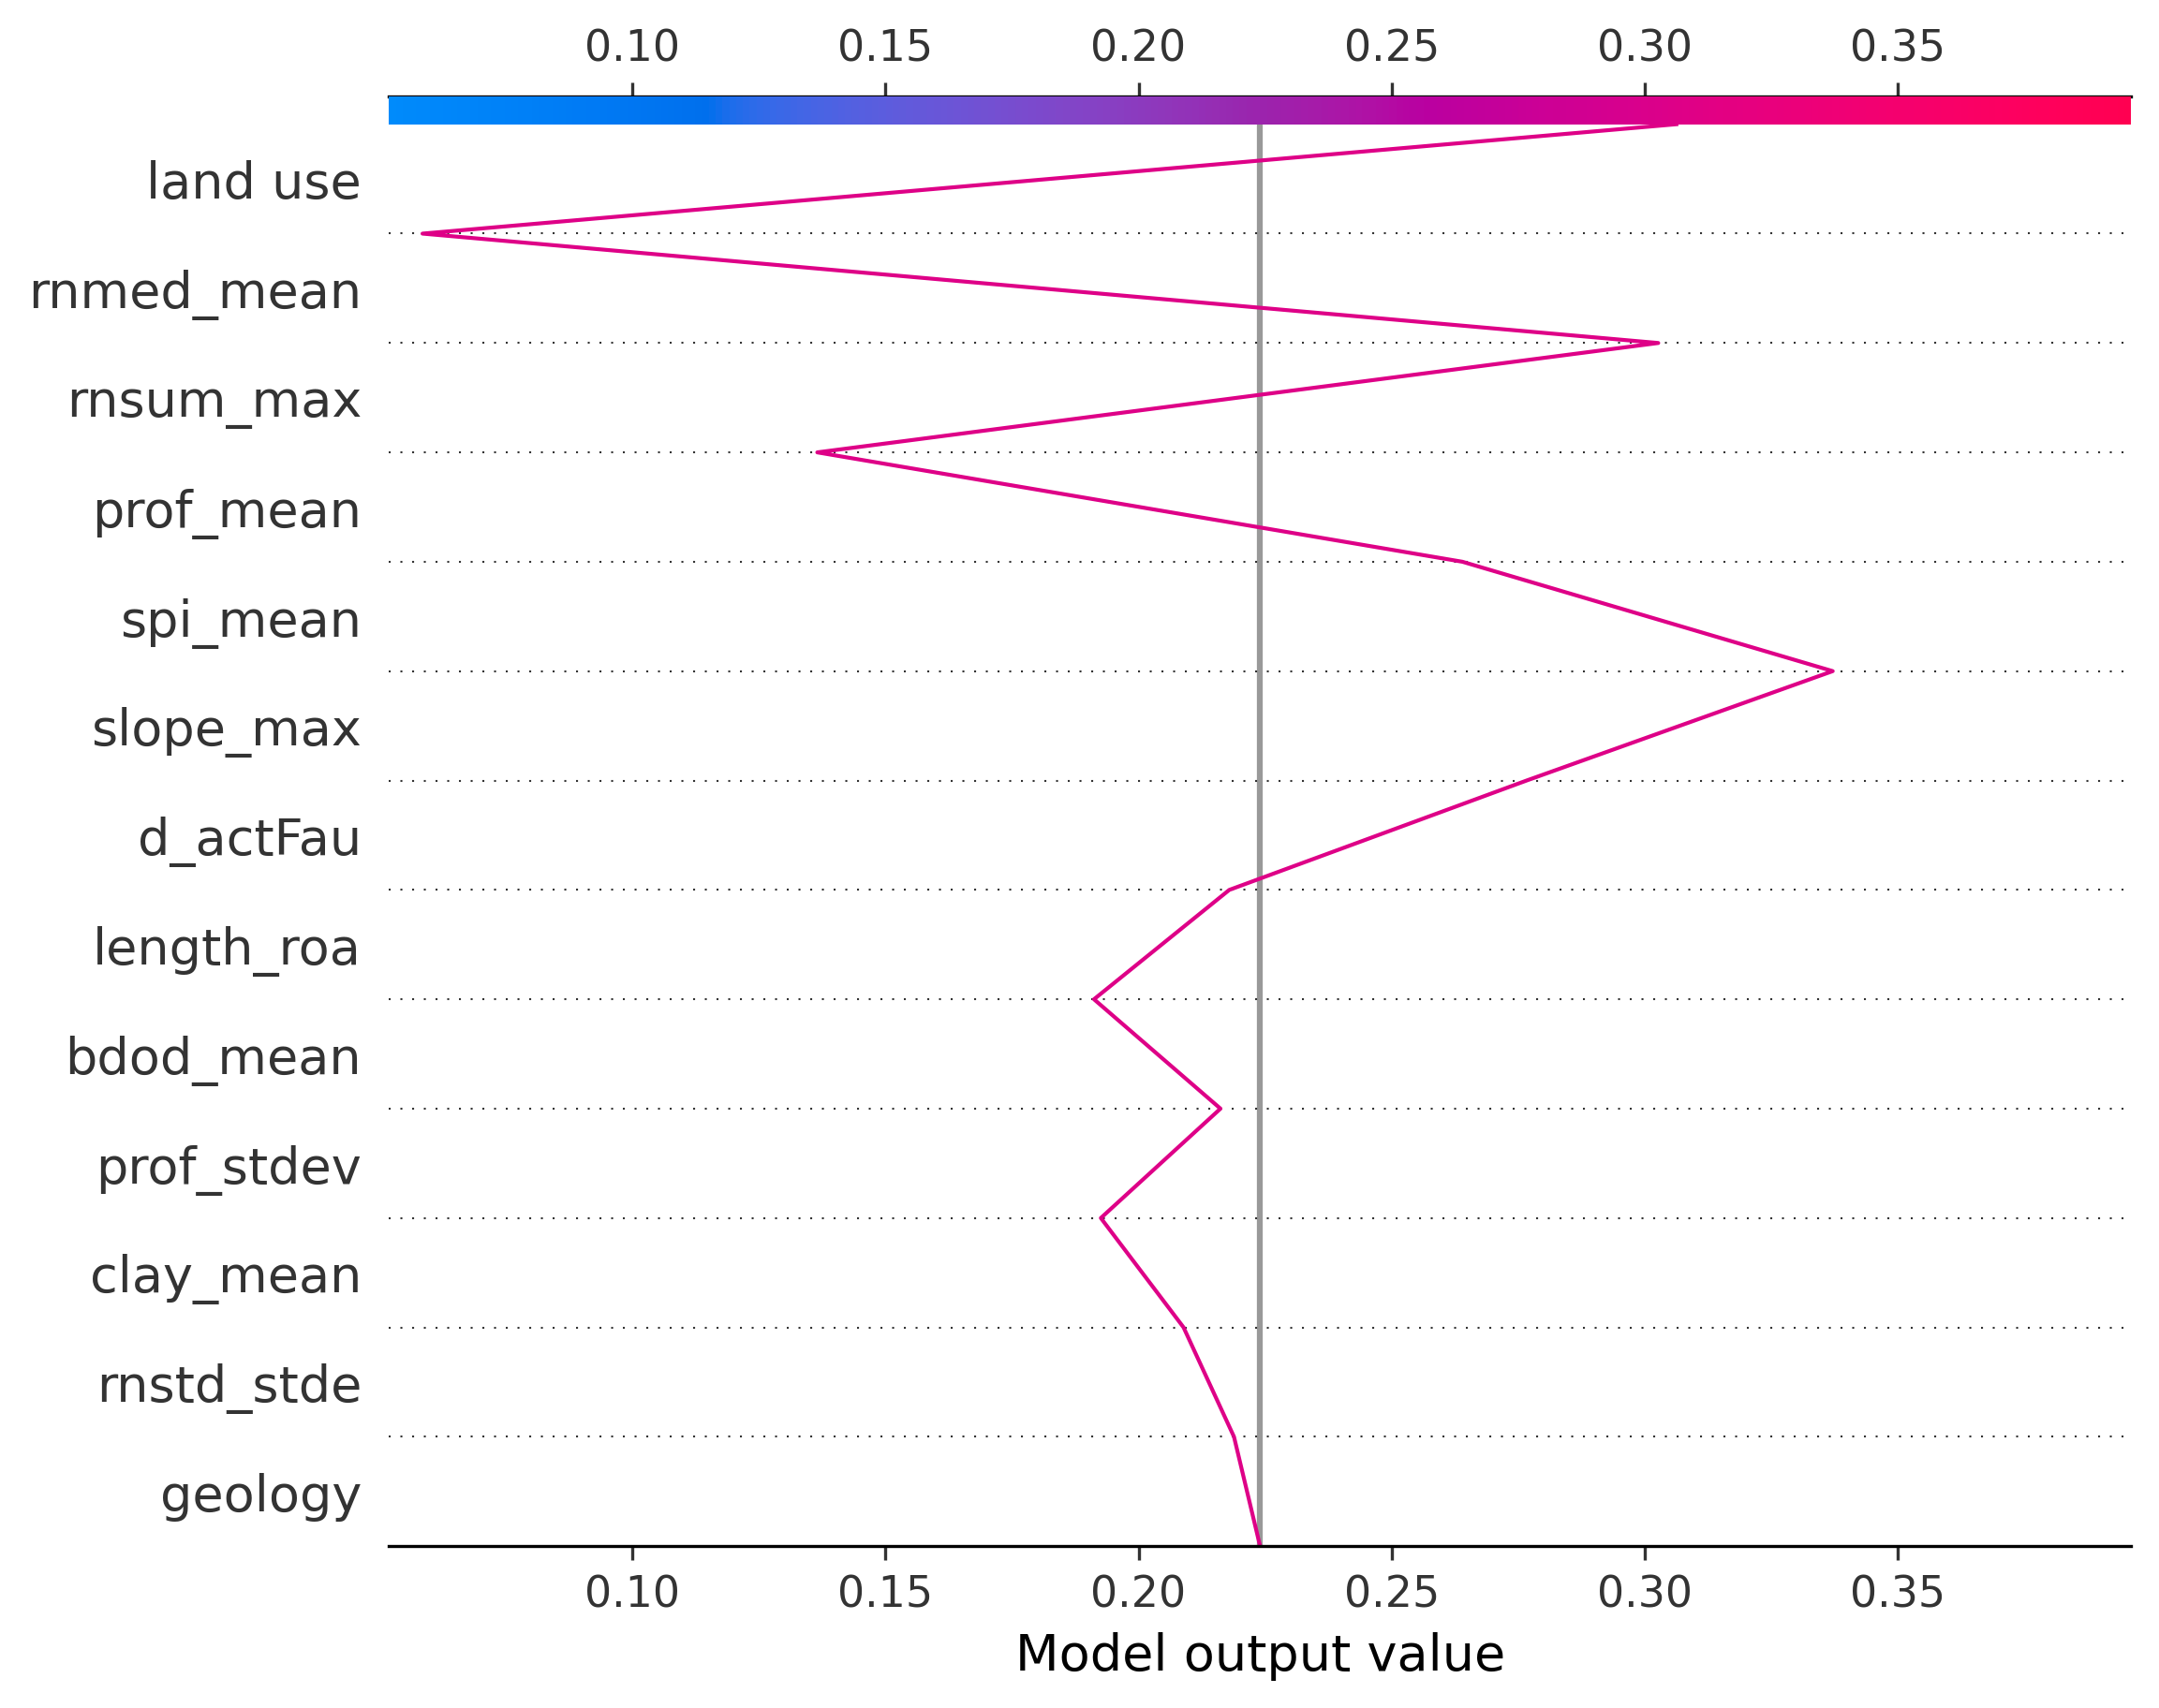 0.10 0.15 0.20 0.25 0.30 0.35
land use
rnmed_mean
rnsum_max
prof_mean
spi_mean
slope_max
d_actFau
length_roa
bdod_mean
prof_stdev
clay_mean
rnstd_stde
geology
0.10 0.15 0.20 0.25 0.30 0.35
Model output value